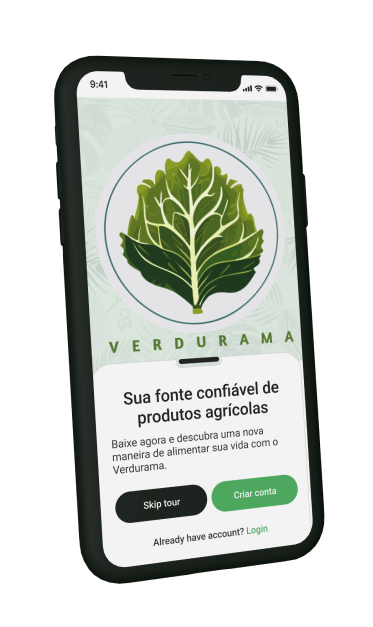 9:41
VERDURAMA
Sua fonte confiável de
produtos agrícolas
Baixe agora e descubra uma nova
maneira de alimentar sua vida com o
Verdurama.
Skip tour
Criar conta
Already have account? Login